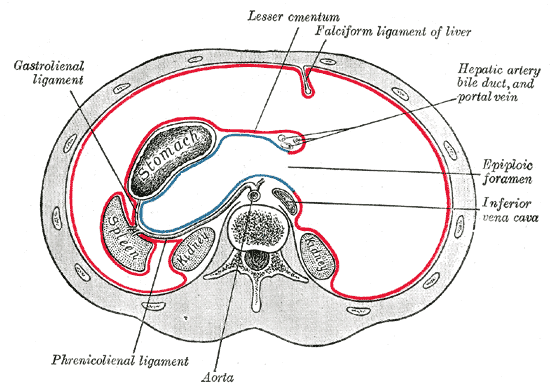 Lesser omentum
Falciform ligament of liver
Gastrolienal
ligament
Hepatic artery
bile duct, and
portal vein
Stomach
Epiploic
foramen
Inferior
vena cava
Spleen
Kidney
Kidney
Phrenicolienal ligament
Aorta